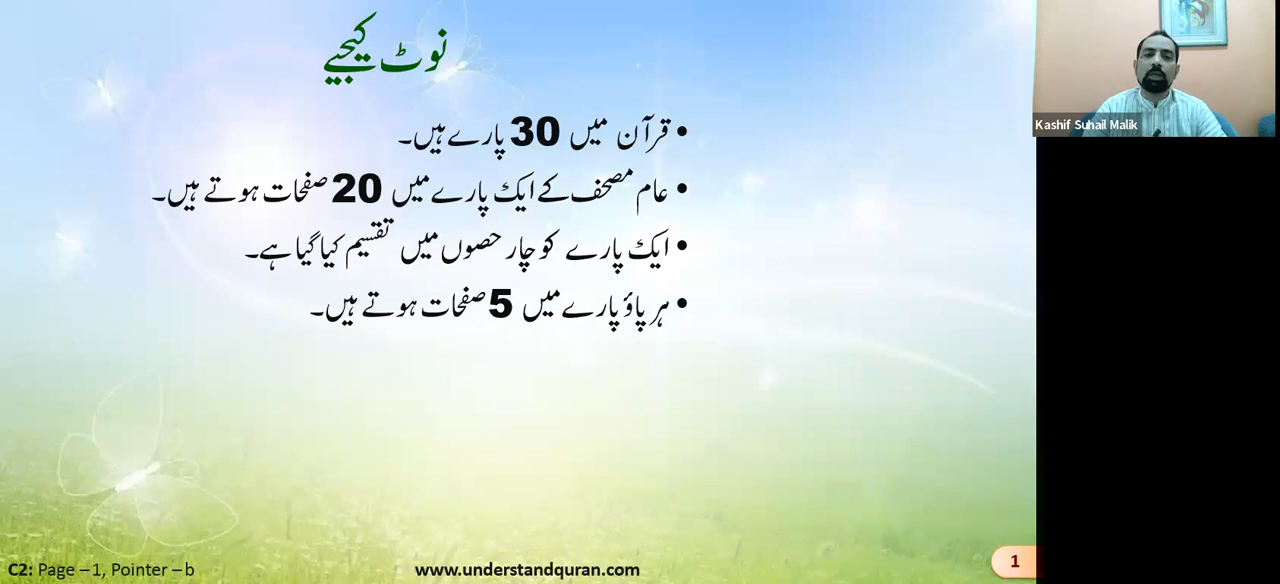 نوٹ کیجیے
• قرآن میں 30 پارے ہیں۔
• عام مصحف کے ایک پارے میں 20 صفحات ہوتے ہیں۔
• ایک پارے کو چار حصوں میں تقسیم کیا گیا ہے۔
• ہر پاؤ پارے میں 5 صفحات ہوتے ہیں۔
Kashif Suhail Malik
C2: Page – 1, Pointer – b
www.understandquran.com
1